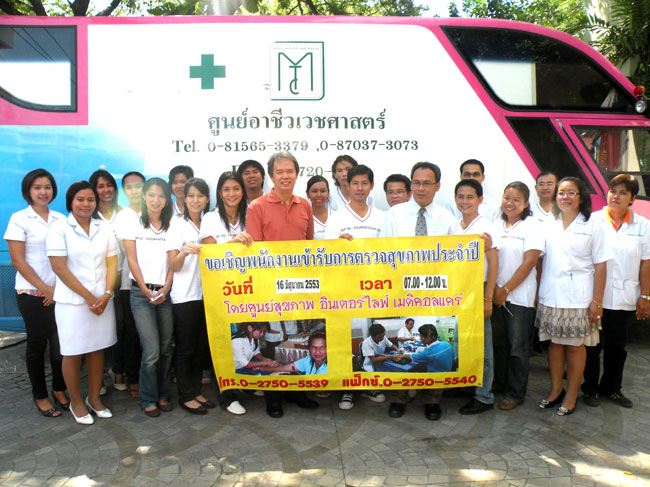 ศูนย์อาชีวเวชศาสตร์
Tel. 0-81565-3379 ,0-87037-3073
720-
ขอเชิญพนักงานเข้ารับการตรวจสุขภาพประจำปี
วันที่ 16 มิถุนายน 2553 เวลา 07.00 - 12.00 น.
โดยศูนย์สุขภาพ อินเตอร์ไลฟ์ เมดิคอลแคร์
โทร.0-2750-5539 แฟ็กซ์.0-2750-5540